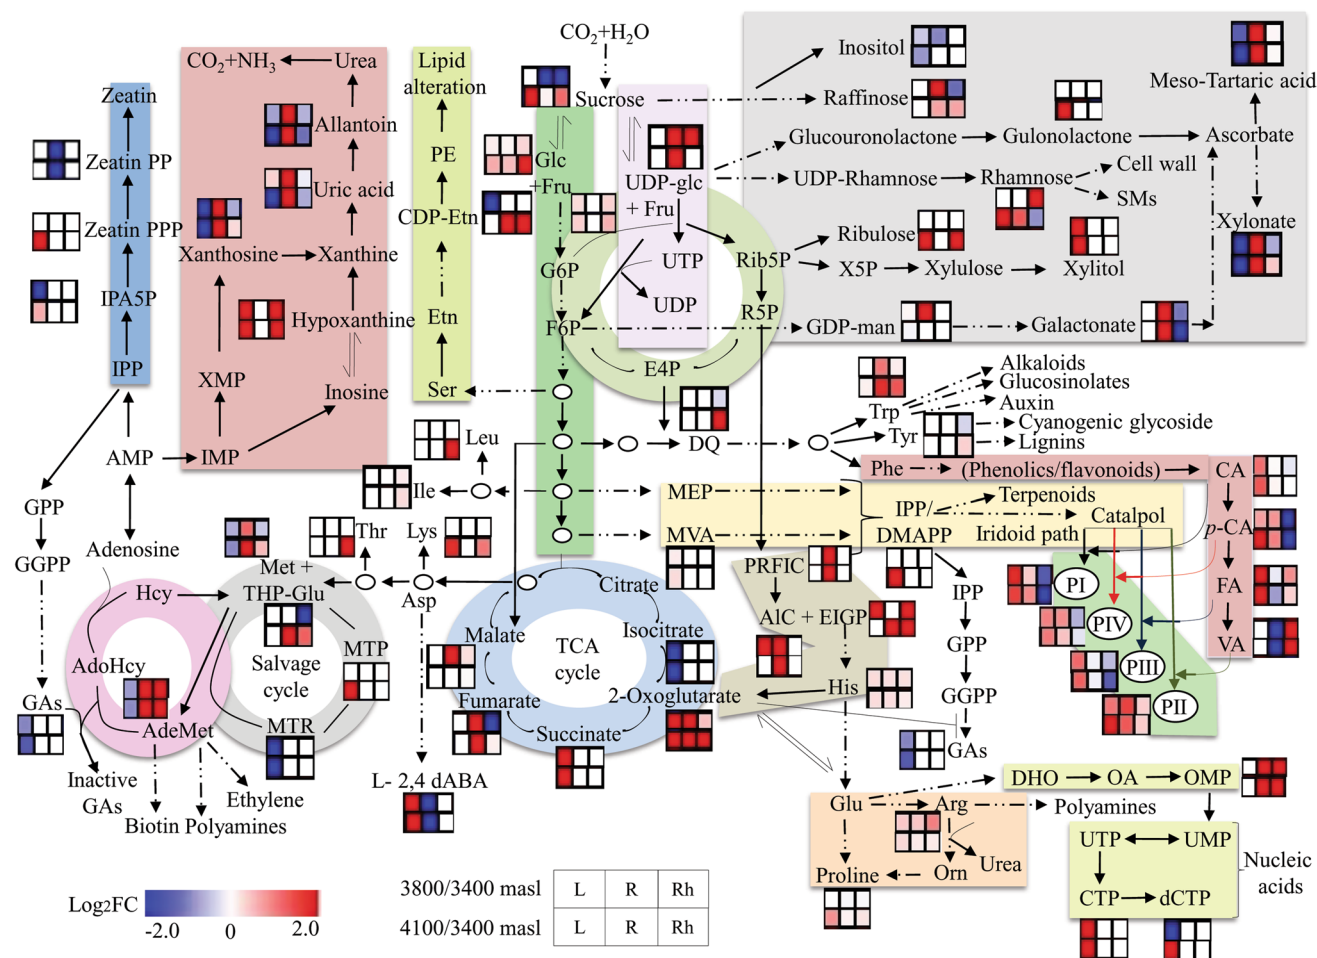 CO2+H2O
CO2+NH3
Urea
Lipid
alteration
Zeatin
Sucrose
Inositol
Raffinose
Meso-Tartaric acid
Allantoin
PE
Glc
+Fru
UDP-glc
+ Fru
Glucouronolactone
Gulonolactone
Ascorbate
Zeatin PP
Uric acid
UDP-Rhamnose
Rhamnose
Cell wall
SMs
Zeatin PPP
CDP-Etn
Xanthosine
Xanthine
G6P
UTP
Rib5P
Ribulose
X5P
Xylulose
Xylitol
Xylonate
IPA5P
Hypoxanthine
Etn
UDP
F6P
R5P
GDP-man
Galactonate
IPP
XMP
Inosine
Ser
E4P
Alkaloids
Glucosinolates
Auxin
Trp
Tyr
Cyanogenic glycoside
Lignins
AMP
IMP
Leu
DQ
Phe
(Phenolics/flavonoids)
CA
GPP
Ile
MEP
IPP/
DMAPP
Terpenoids
Iridoid path
Catalpol
p-CA
Adenosine
Thr
Lys
MVA
GGPP
Met +
THP-Glu
Hcy
Asp
Citrate
PRFIC
IPP
PI
FA
AlC + EIGP
PIV
Malate
TCA
cycle
Isocitrate
GPP
VA
AdoHcy
Salvage
cycle
MTP
PIII
GAs
Fumarate
2-Oxoglutarate
His
GGPP
PII
AdeMet
MTR
Succinate
GAs
Inactive
GAs
Ethylene
L- 2,4 dABA
DHO
OA
OMP
Biotin
Polyamines
Glu
Arg
Polyamines
UTP
UMP
Urea
Nucleic
acids
Proline
Orn
CTP
dCTP
Log2FC
-2.0
0
2.0
3800/3400 masl
L
R
Rh
4100/3400 masl
L
R
Rh